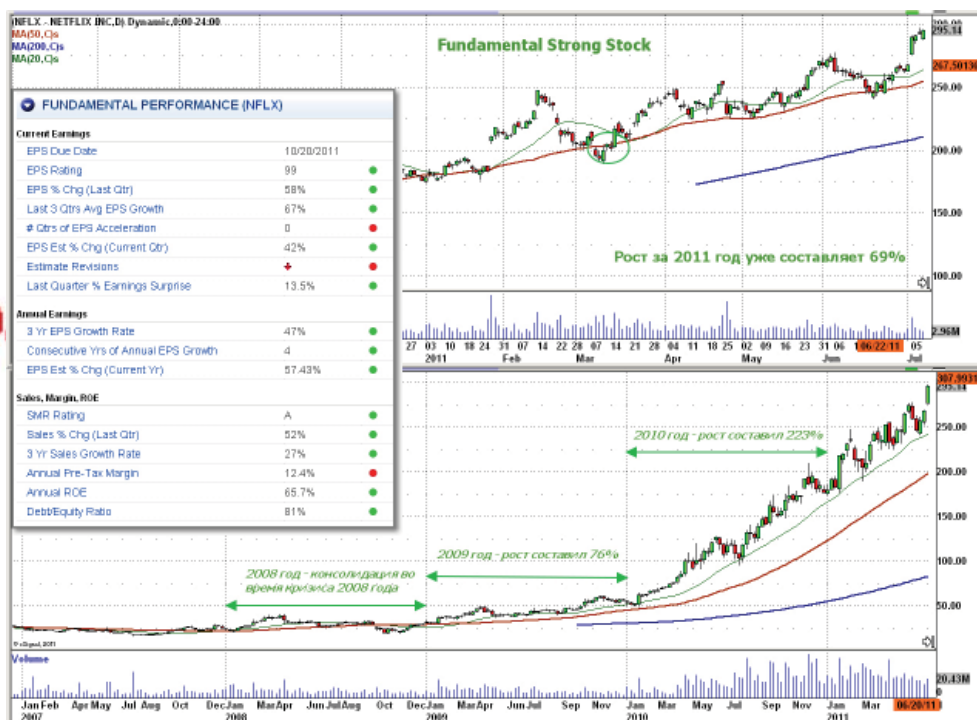 (NFLX - NETFLIX INC,D) Dynamic,0:00-24:00
MA(50,C)s
MA(200,C)s
MA(20,C)s
Fundamental Strong Stock
295.14
267.50136
250.00
200.00
150.00
100.00
2.96M
Рост за 2011 год уже составляет 69%
FUNDAMENTAL PERFORMANCE (NFLX)
Current Earnings
EPS Due Date 10/20/2011
EPS Rating 99
EPS % Chg (Last Qtr) 58%
Last 3 Qtrs Avg EPS Growth 67%
# Qtrs of EPS Acceleration 0
EPS Est % Chg (Current Qtr) 42%
Estimate Revisions
Last Quarter % Earnings Surprise 13.5%
Annual Earnings
3 Yr EPS Growth Rate 47%
Consecutive Yrs of Annual EPS Growth 4
EPS Est % Chg (Current Yr) 57.43%
Sales, Margin, ROE
SMR Rating A
Sales % Chg (Last Qtr) 52%
3 Yr Sales Growth Rate 27%
Annual Pre-Tax Margin 12.4%
Annual ROE 65.7%
Debt/Equity Ratio 81%
27 03 10 18 24 31 07 14 22 28 07 14 21 28 04 11 18 25 02 09 16 23 31 06 06/22/11 05
2011 Feb Mar Apr May Jun Jul
307.9931
295.14
250.00
200.00
150.00
100.00
50.00
2010 год - рост составил 223%
2009 год - рост составил 76%
2008 год - консолидация во
время кризиса 2008 года
© eSignal, 2011
Volume
20.43M
0
Jan Feb Apr May Jul Aug Oct Dec Jan Mar Apr Jun Jul Aug Oct Dec Jan Mar Apr Jun Jul Sep Nov Jan Mar Apr Jun Jul Sep Nov Jan Mar 06/20/11
2007 2008 2009 2010 2011